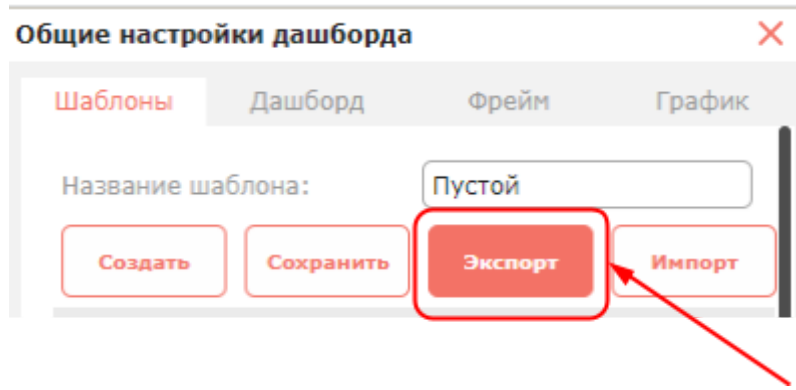 Общие настройки дашборда
Шаблоны Дашборд Фрейм График
Название шаблона: Пустой
Создать Сохранить Экспорт Импорт